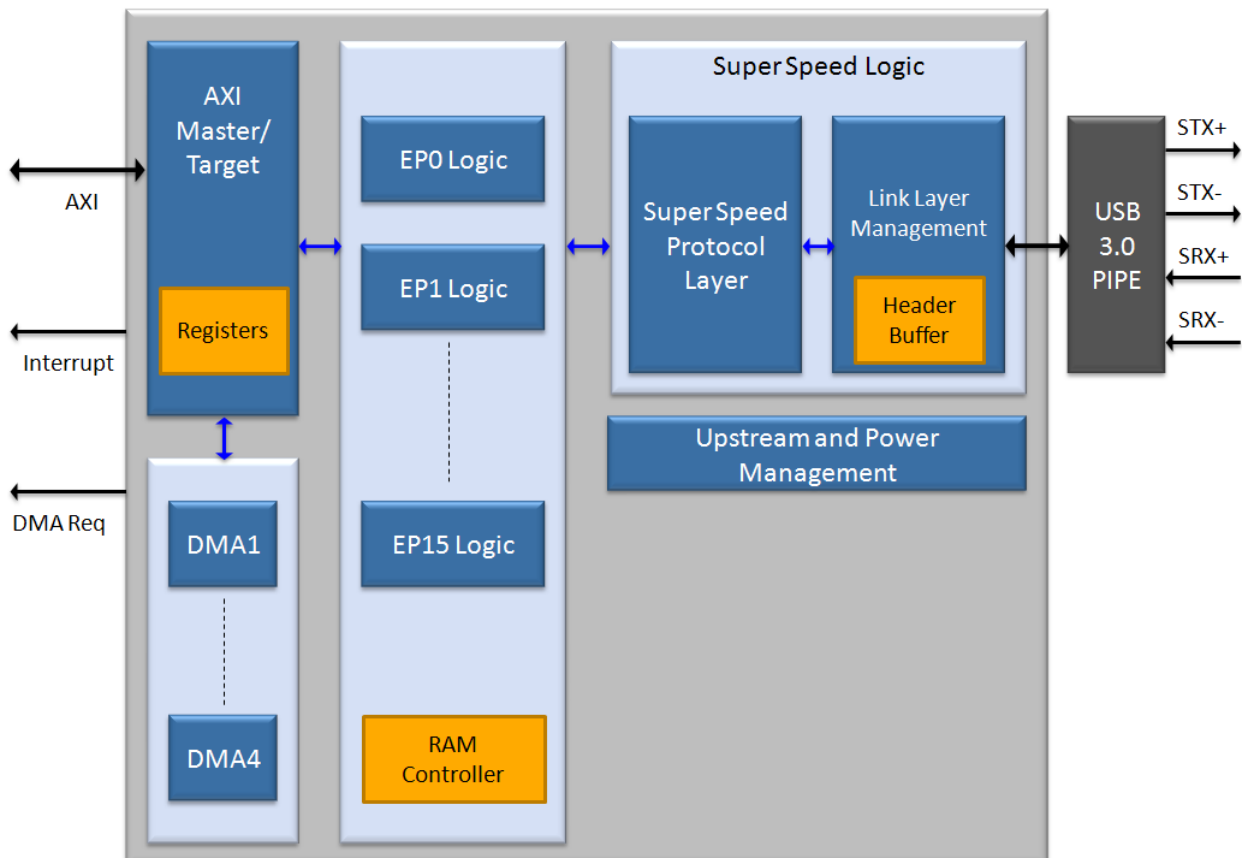 AXI
Master/
Target
Registers
AXI
Interrupt
DMA Req
DMA1
DMA4
EP0 Logic
EP1 Logic
EP15 Logic
RAM
Controller
Super Speed Logic
Super Speed
Protocol
Layer
Link Layer
Management
Header
Buffer
Upstream and Power
Management
USB
3.0
PIPE
STX+
STX-
SRX+
SRX-